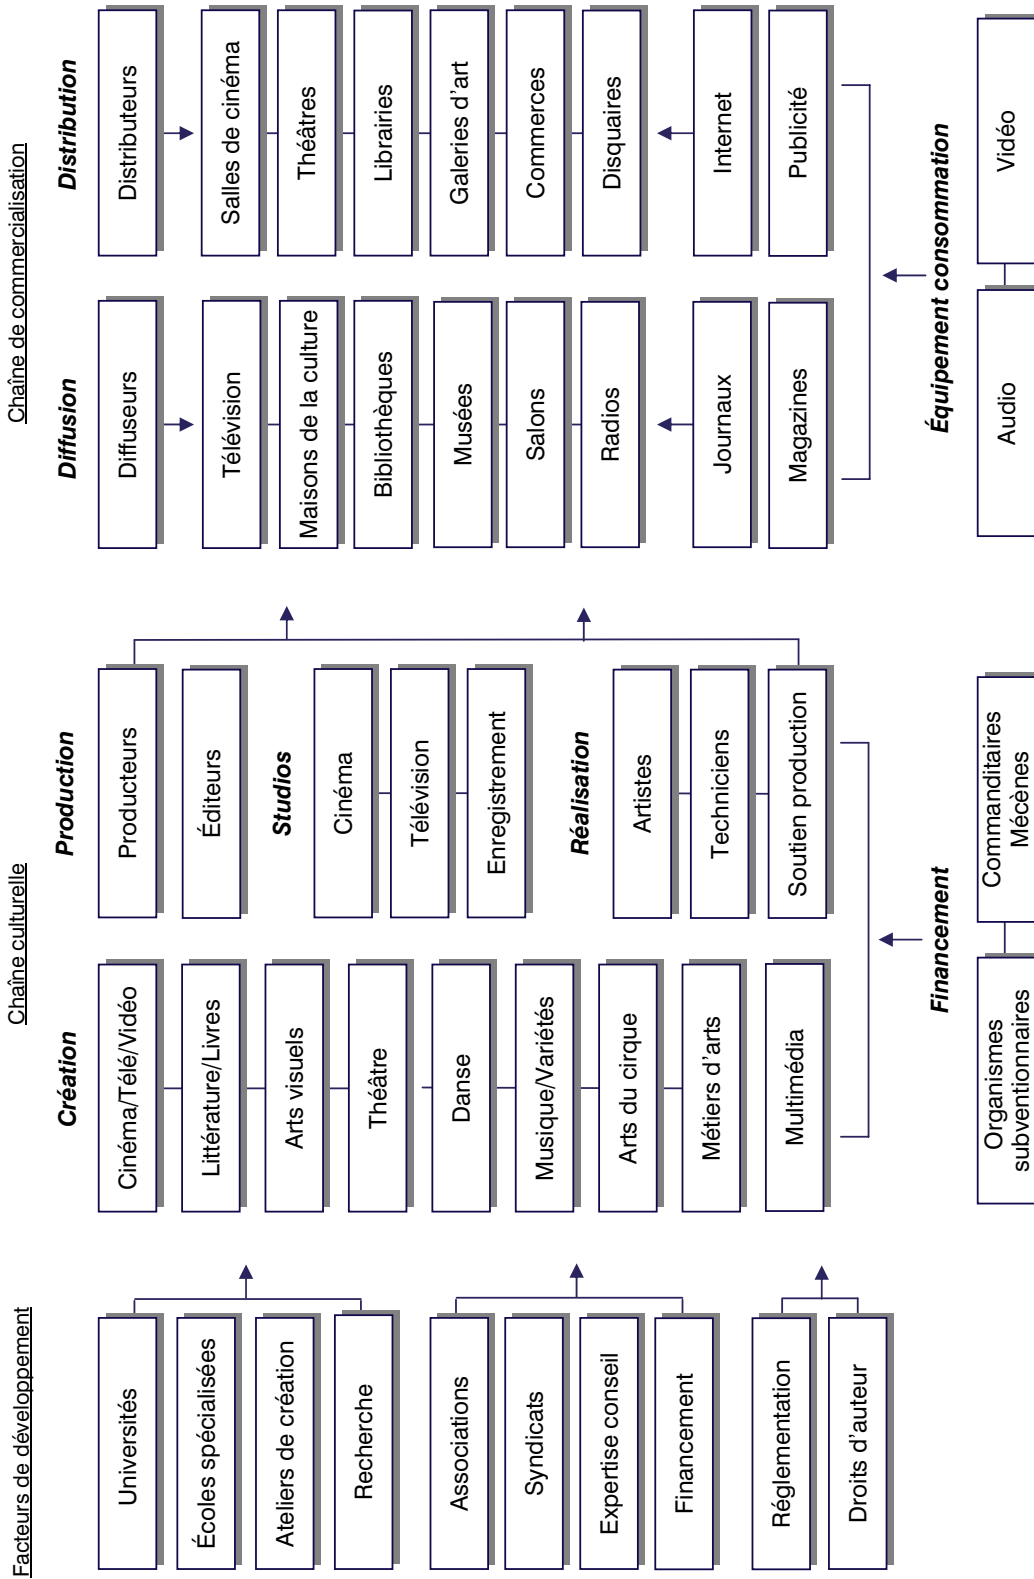 Facteurs de développement
Universités
Écoles spécialisées
Ateliers de création
Recherche
Associations
Syndicats
Expertise conseil
Financement
Réglementation
Droits d'auteur
Chaîne culturelle
Création
Cinéma/Télé/Vidéo
Littérature/Livres
Arts visuels
Théâtre
Danse
Musique/Variétés
Arts du cirque
Métiers d'arts
Multimédia
Production
Producteurs
Éditeurs
Studios
Cinéma
Télévision
Enregistrement
Réalisation
Artistes
Techniciens
Soutien production
Financement
Organismes
subventionnaires
Commanditaires
Mécènes
Chaîne de commercialisation
Diffusion
Diffuseurs
Télévision
Maisons de la culture
Bibliothèques
Musées
Salons
Radios
Journaux
Magazines
Distribution
Distributeurs
Salles de cinéma
Théâtres
Librairies
Galeries d'art
Commerces
Disquaires
Internet
Publicité
Équipement consommation
Audio
Vidéo